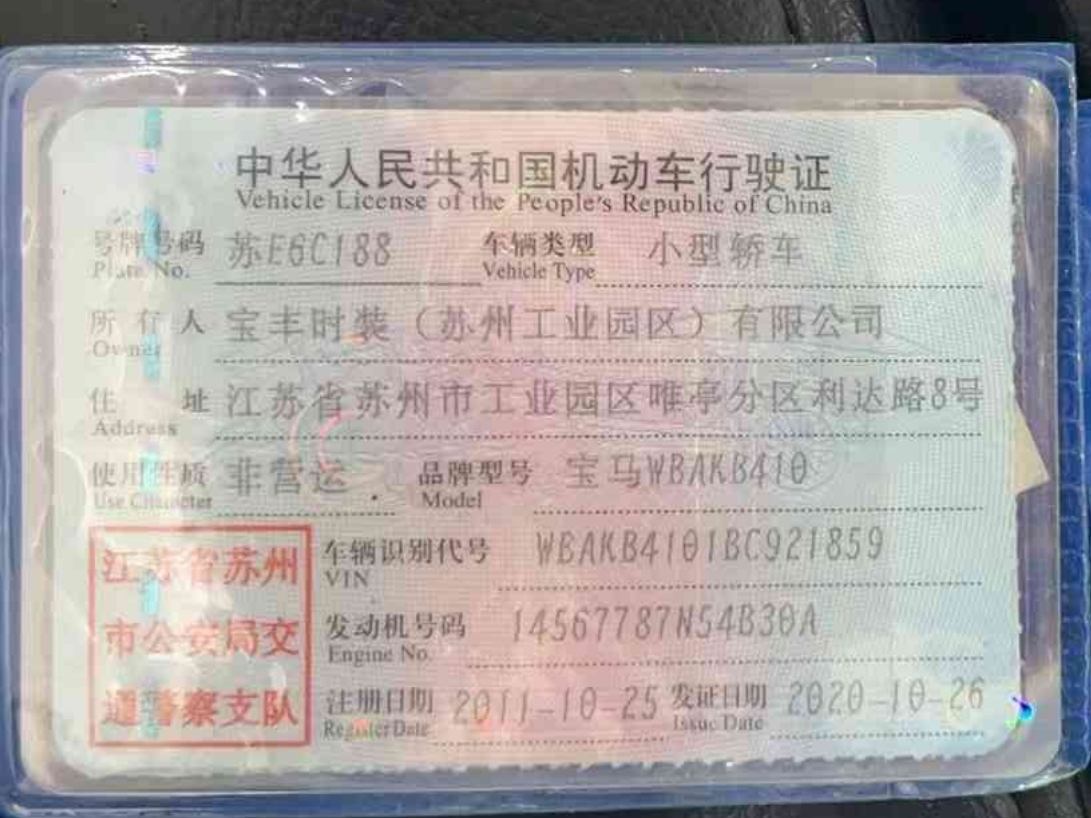 中华人民共和国机动车行驶证
Vehicle License of the People's Republic of China
号牌号码 苏E6C188 车辆类型 小型轿车
Plate No. Vehicle Type
所有人 宝丰时装（苏州工业园区）有限公司
Owner
住址 江苏省苏州市工业园区唯亭分区利达路8号
Address
使用性质 非营运 品牌型号 宝马WBAKB410
Use Character Model
江苏省苏州 车辆识别代号 WBAKB4101BC921859
VIN
市公安局交 发动机号码 14567787N54B30A
Engine No.
通警察支队 注册日期 2011-10-25 发证日期 2020-10-26
Register Date Issue Date